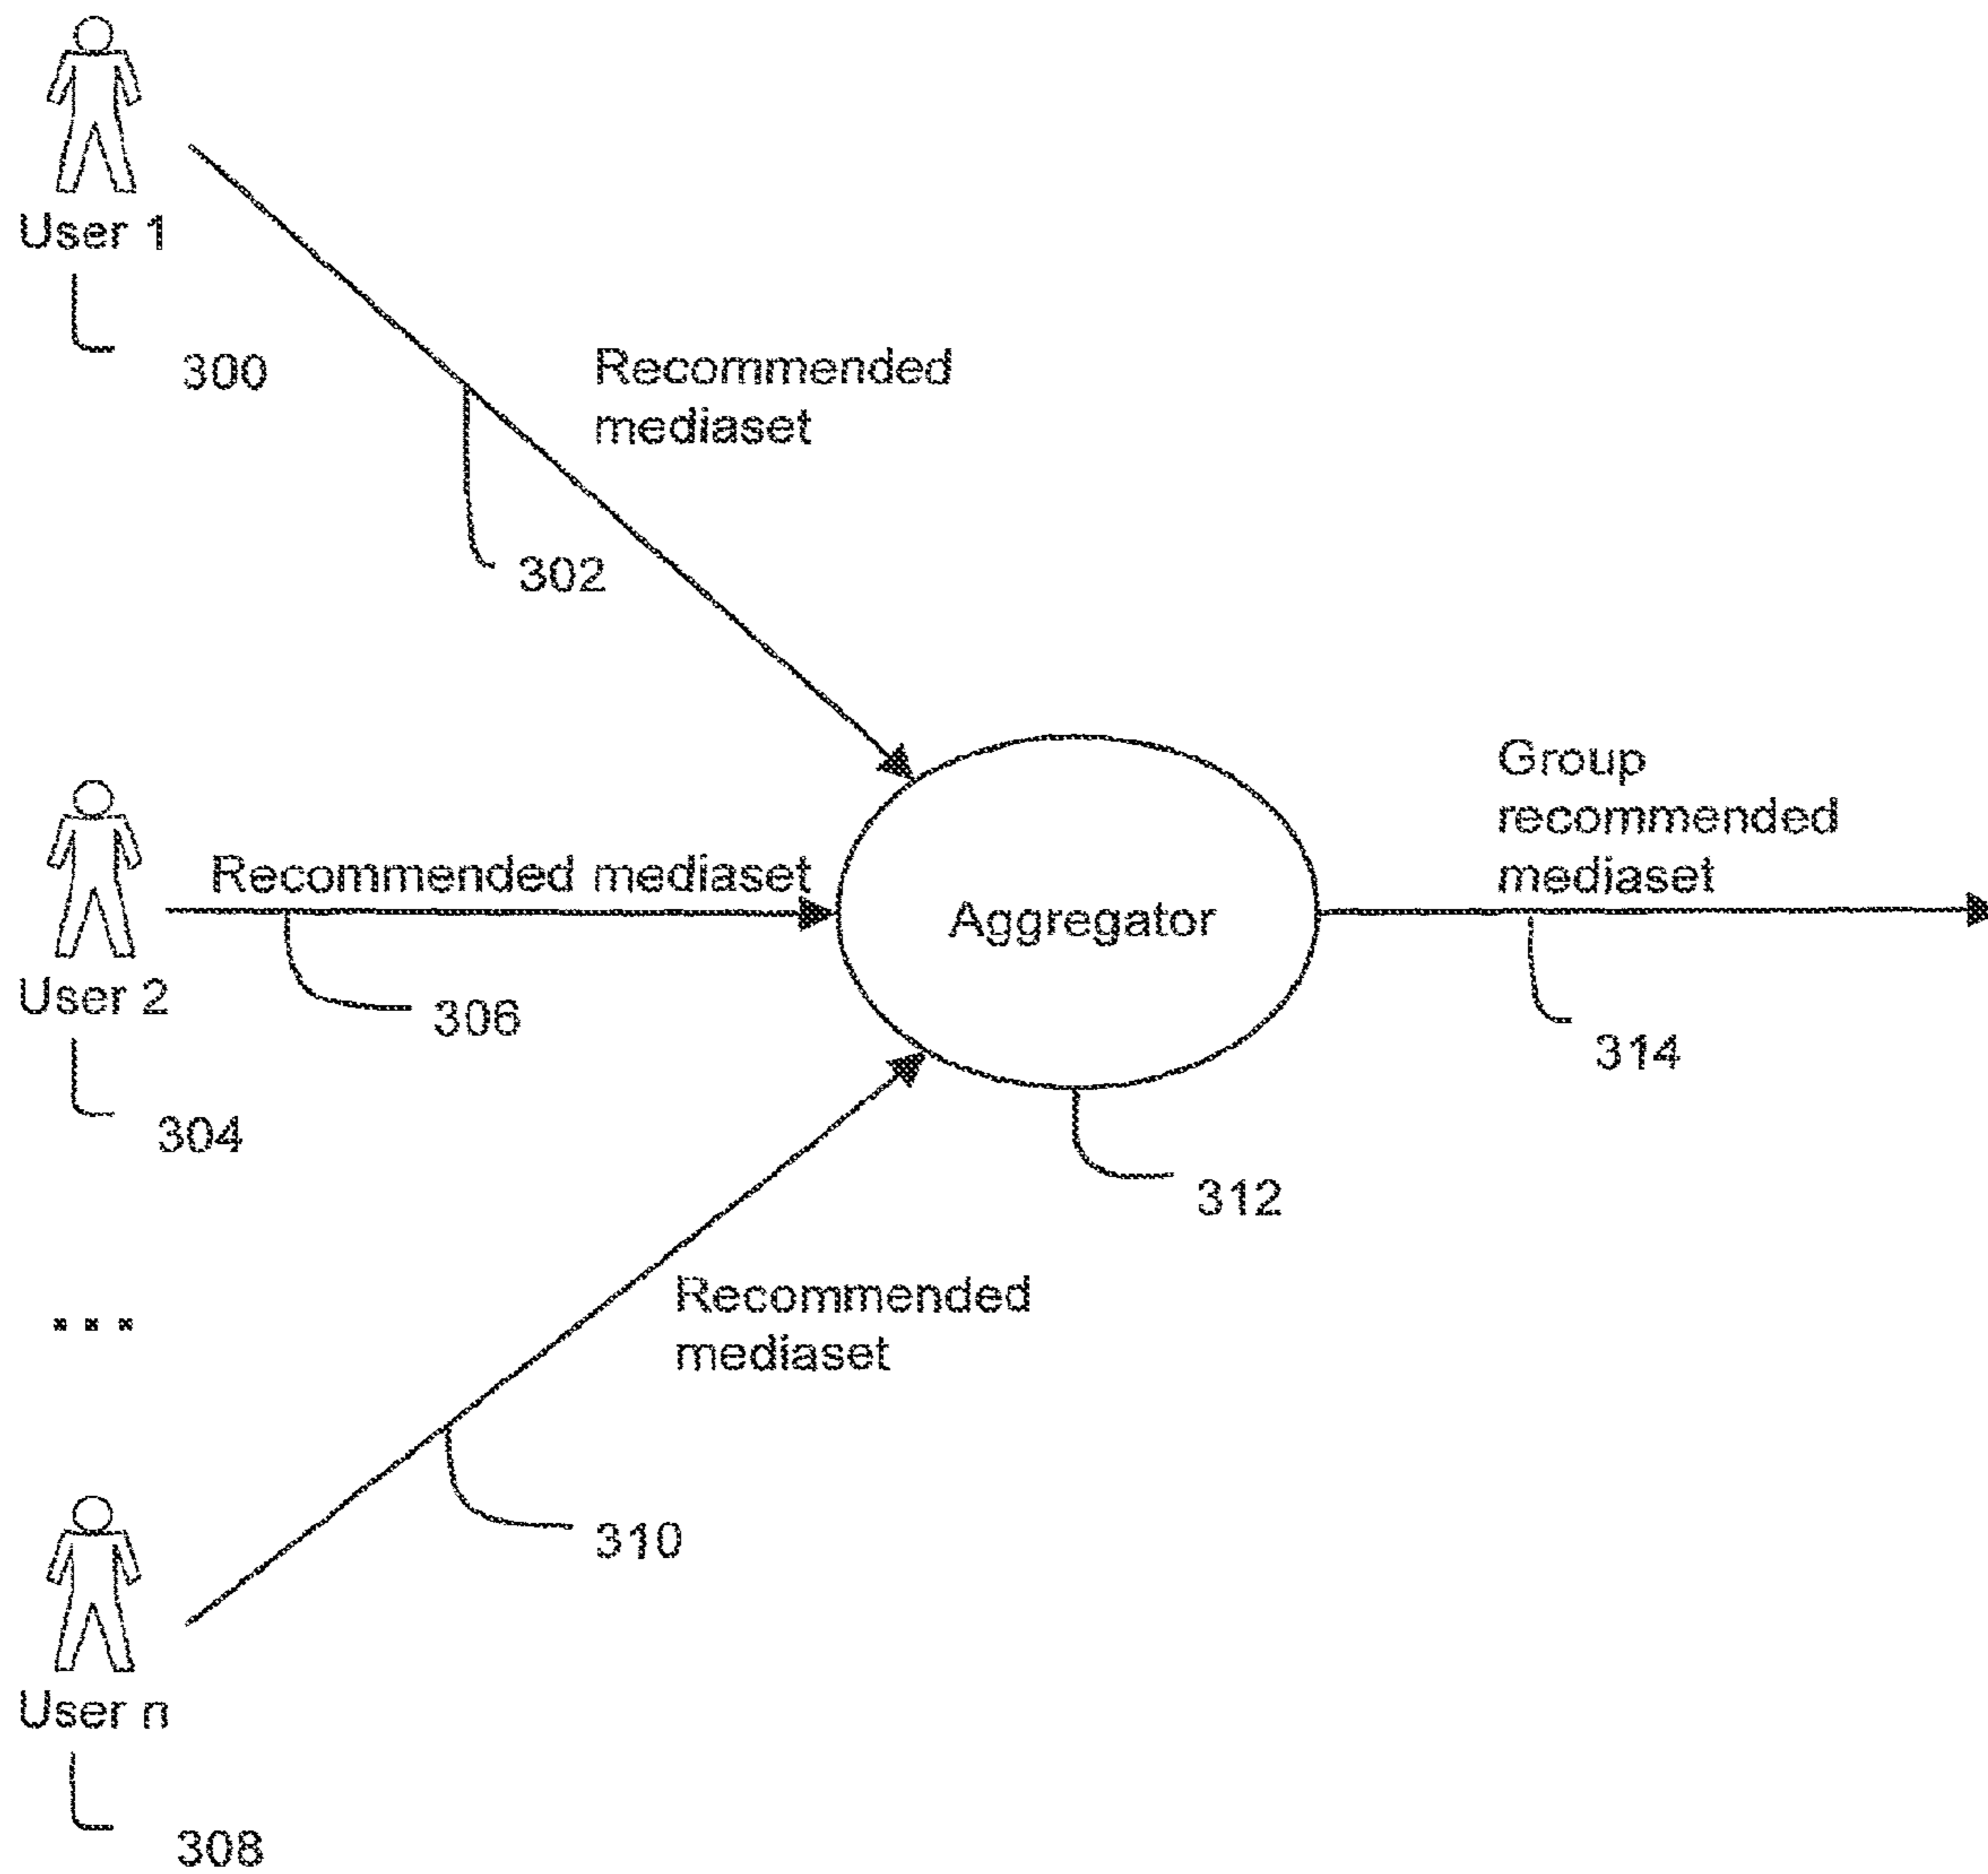 User 1
300
Recommended
mediaset
302
Recommended mediaset
User 2
306
304
Aggregator
Group
recommended
mediaset
314
312
...
Recommended
mediaset
310
User n
308